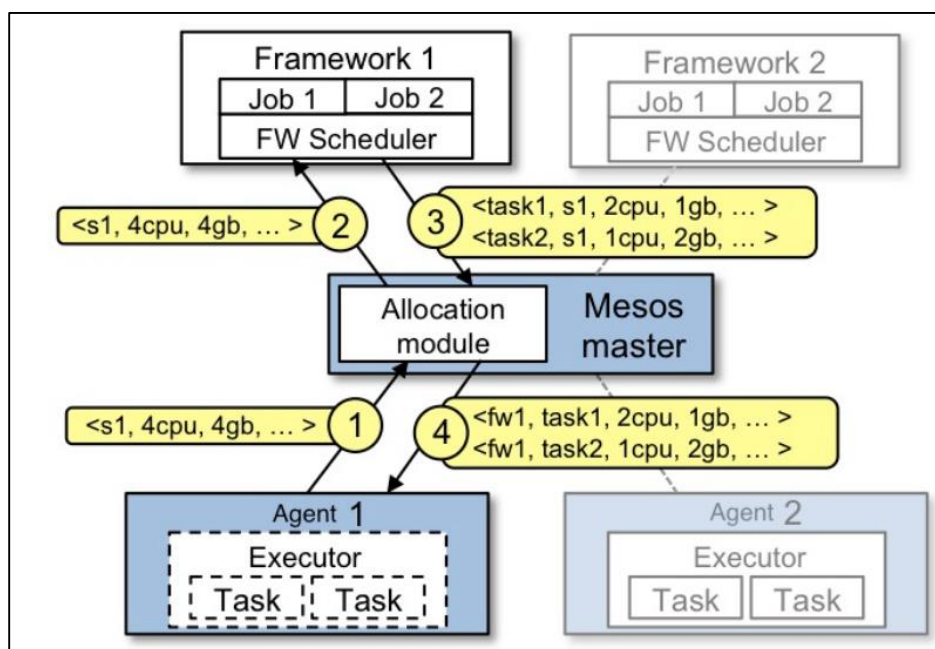 Framework 1
Job 1 Job 2
FW Scheduler
Framework 2
Job 1 Job 2
FW Scheduler
<s1, 4cpu, 4gb, … >
2
3
<task1, s1, 2cpu, 1gb, … >
<task2, s1, 1cpu, 2gb, … >
Allocation
module
Mesos
master
<s1, 4cpu, 4gb, … >
1
4
<fw1, task1, 2cpu, 1gb, … >
<fw1, task2, 1cpu, 2gb, … >
Agent 1
Executor
Task Task
Agent 2
Executor
Task Task